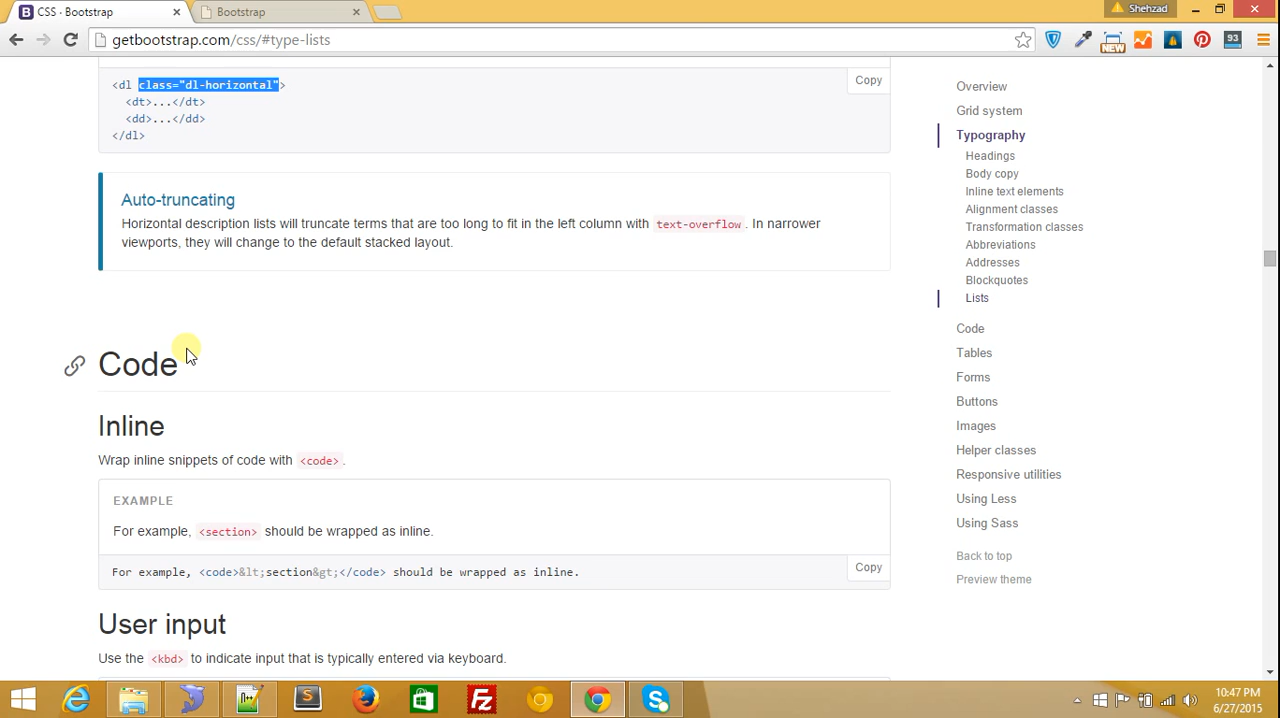 CSS · Bootstrap
Bootstrap
Shehzad
getbootstrap.com/css/#type-lists
NEW
93
<dl class="dl-horizontal">
<dt>...</dt>
<dd>...</dd>
</dl>
Copy
Auto-truncating
Horizontal description lists will truncate terms that are too long to fit in the left column with text-overflow. In narrower
viewports, they will change to the default stacked layout.
Code
Inline
Wrap inline snippets of code with <code>.
EXAMPLE
For example, <section> should be wrapped as inline.
For example, <code>&lt;section&gt;</code> should be wrapped as inline.
Copy
User input
Use the <kbd> to indicate input that is typically entered via keyboard.
Overview
Grid system
Typography
Headings
Body copy
Inline text elements
Alignment classes
Transformation classes
Abbreviations
Addresses
Blockquotes
Lists
Code
Tables
Forms
Buttons
Images
Helper classes
Responsive utilities
Using Less
Using Sass
Back to top
Preview theme
10:47 PM
6/27/2015